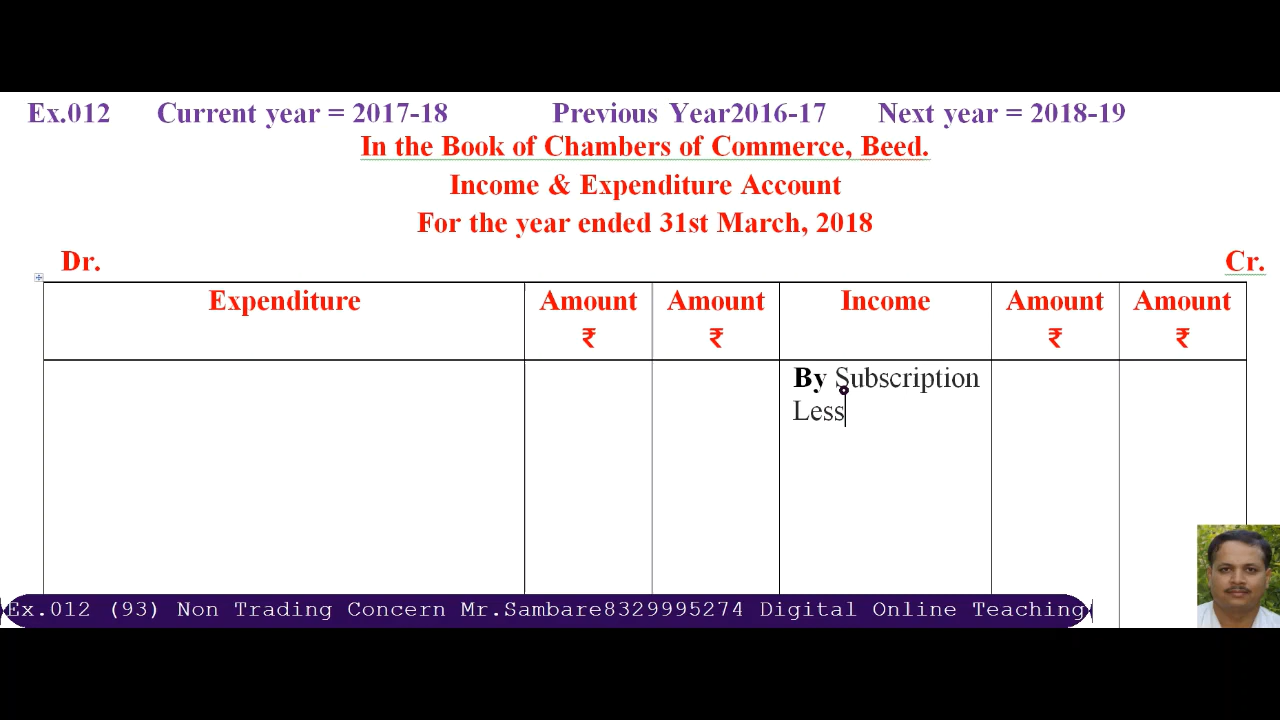 Ex.012 Current year = 2017-18 Previous Year2016-17 Next year = 2018-19
In the Book of Chambers of Commerce, Beed.
Income & Expenditure Account
For the year ended 31st March, 2018
Dr. Cr.
Expenditure Amount Amount Income Amount Amount
₹ ₹ ₹ ₹
By Subscription
Less
Ex.012 (93) Non Trading Concern Mr.Sambare8329995274 Digital Online Teaching